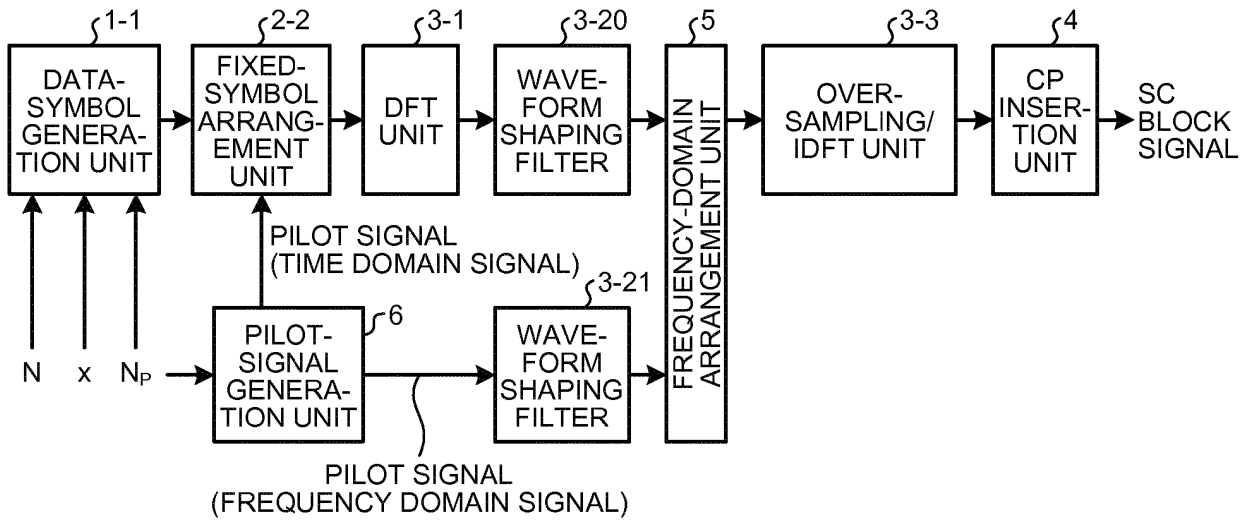 1-1
2-2
3-1
3-20
5
3-3
4
DATA-
SYMBOL
GENERA-
TION UNIT
FIXED-
SYMBOL
ARRANG-
EMENT
UNIT
DFT
UNIT
WAVE-
FORM
SHAPING
FILTER
FREQUENCY-DOMAIN
ARRANGEMENT UNIT
OVER-
SAMPLING/
IDFT UNIT
CP
INSER-
TION
UNIT
SC
BLOCK
SIGNAL
PILOT SIGNAL
(TIME DOMAIN SIGNAL)
N
x
NP
6
PILOT-
SIGNAL
GENERA-
TION UNIT
3-21
WAVE-
FORM
SHAPING
FILTER
PILOT SIGNAL
(FREQUENCY DOMAIN SIGNAL)